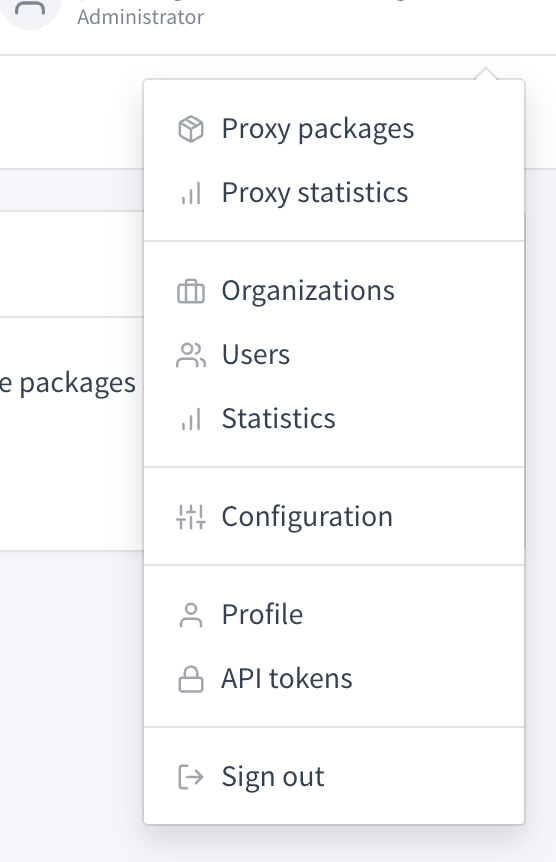 Administrator
Proxy packages
Proxy statistics
Organizations
Users
e packages
Statistics
Configuration
Profile
API tokens
Sign out